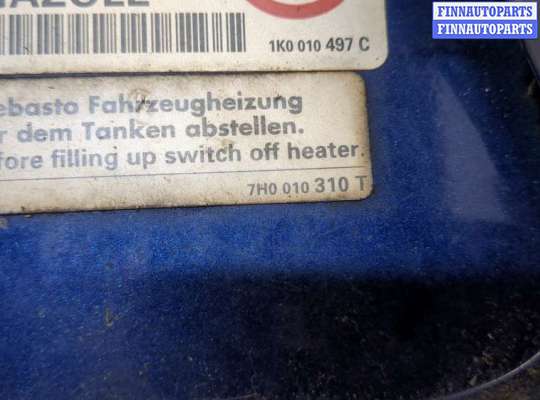 FINNAUTOPARTS
FINNAUTOPARTS
1K0 010 497 C
ebasto Fahrzeugheizung
r dem Tanken abstellen.
fore filling up switch off heater.
7H0 010 310 T